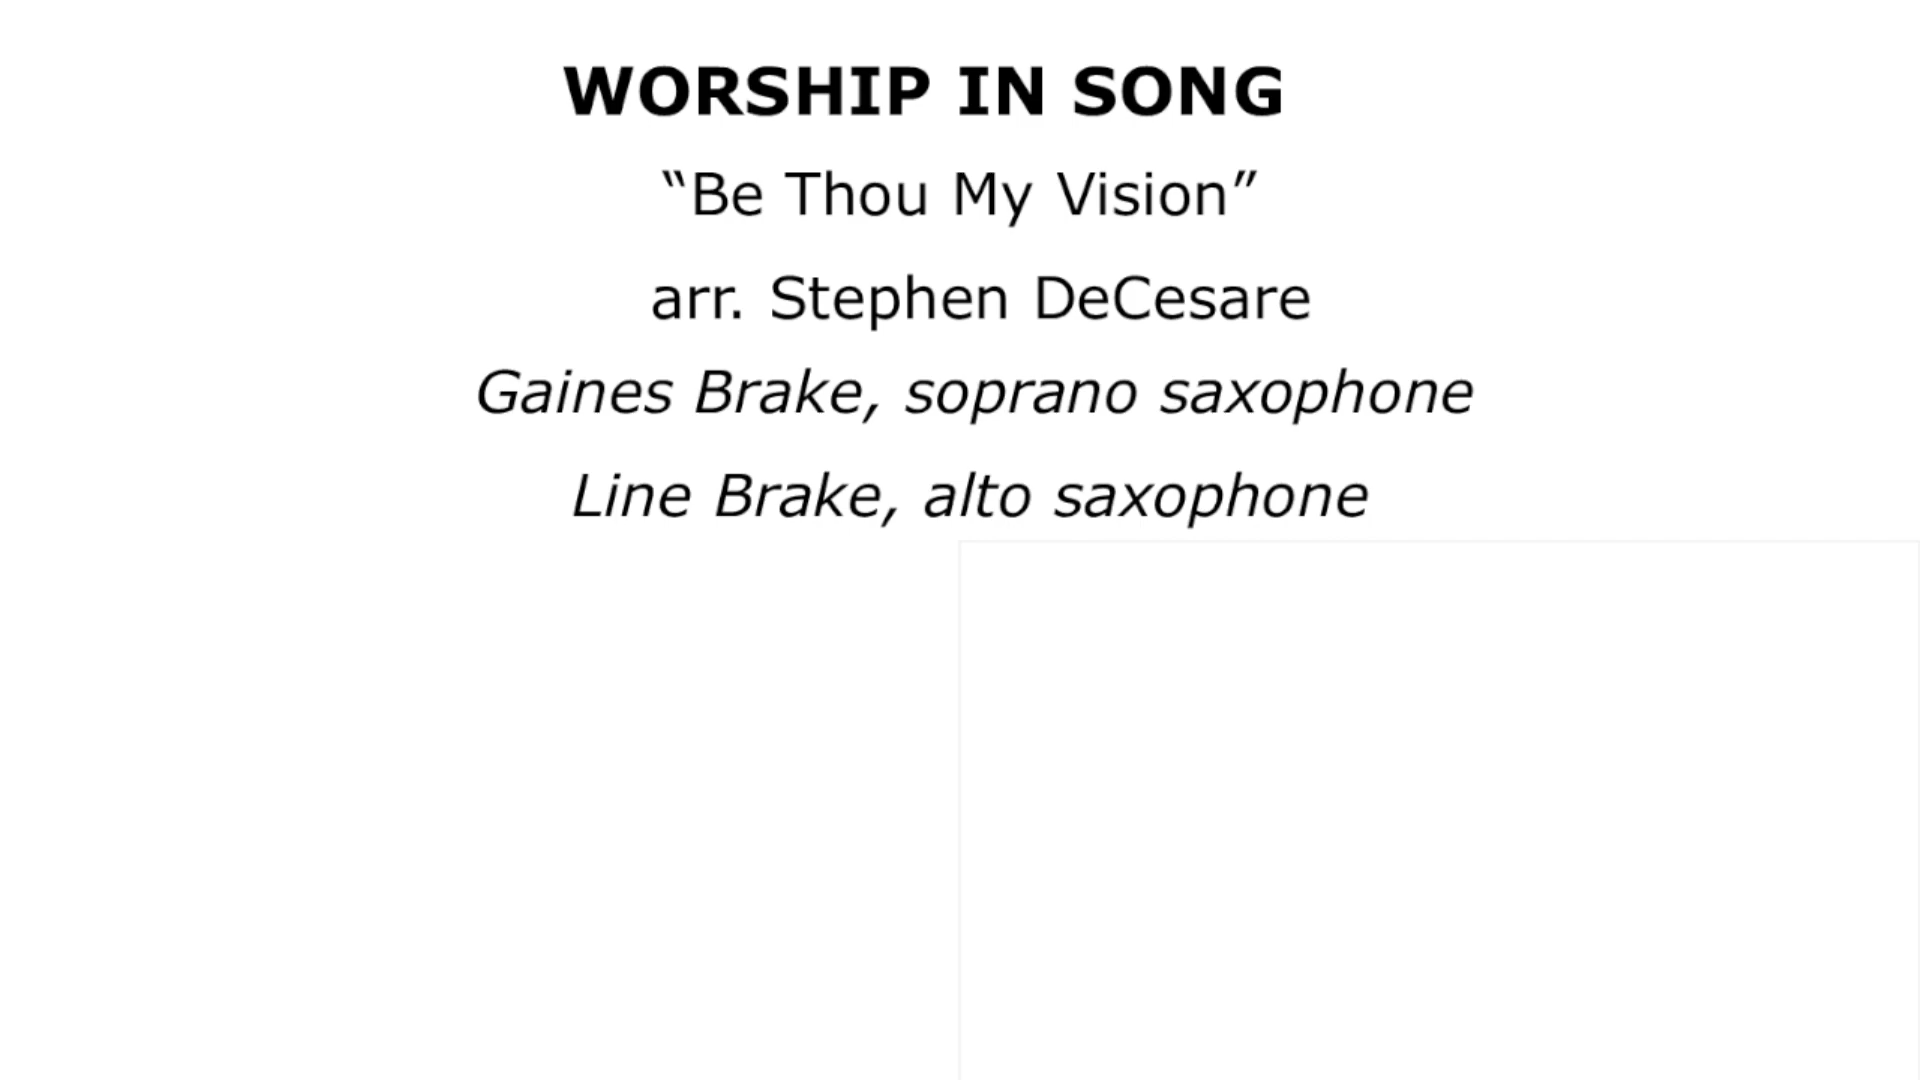 WORSHIP IN SONG
“Be Thou My Vision”
arr. Stephen DeCesare
Gaines Brake, soprano saxophone
Line Brake, alto saxophone